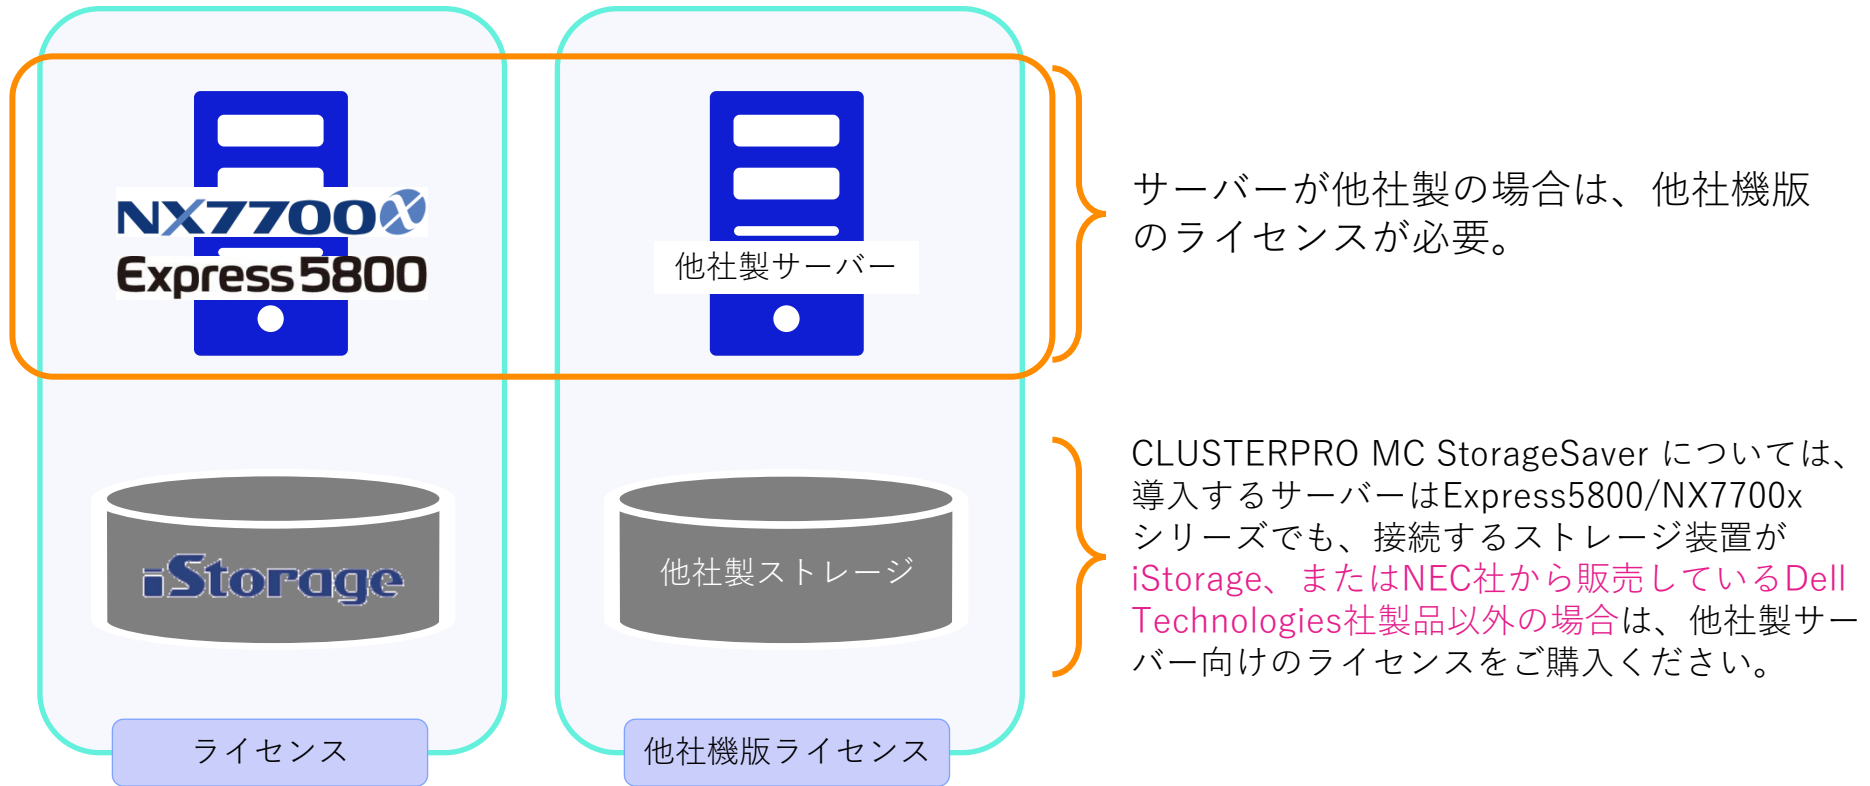 NX7700x
Express5800
他社製サーバー
サーバーが他社製の場合は、他社機版
のライセンスが必要。
iStorage
他社製ストレージ
CLUSTERPRO MC StorageSaver については、
導入するサーバーはExpress5800/NX7700x
シリーズでも、接続するストレージ装置が
iStorage、またはNEC社から販売しているDell
Technologies社製品以外の場合は、他社製サー
バー向けのライセンスをご購入ください。
ライセンス
他社機版ライセンス